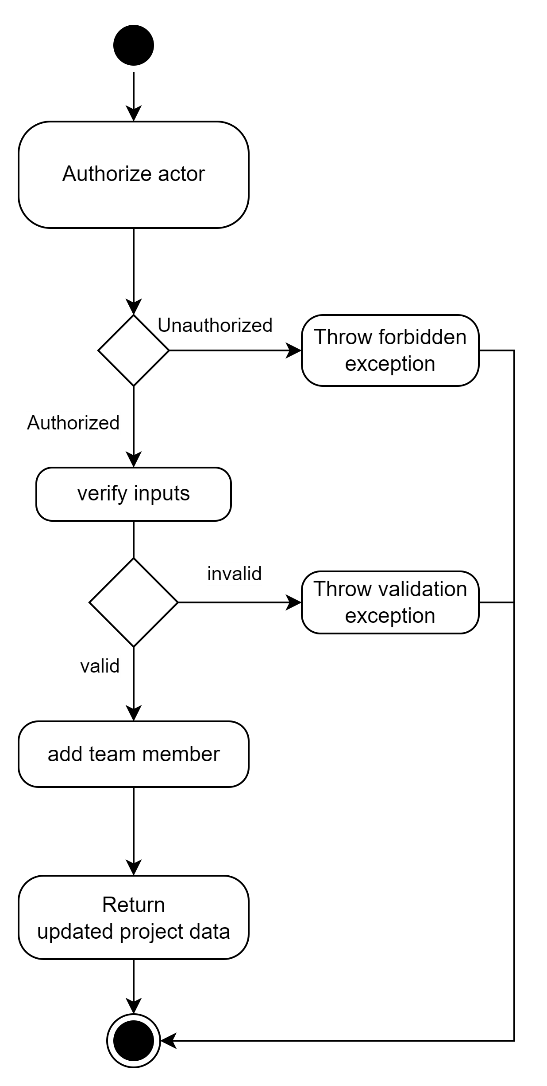 Authorize actor
Unauthorized
Throw forbidden
exception
Authorized
verify inputs
invalid
Throw validation
exception
valid
add team member
Return
updated project data